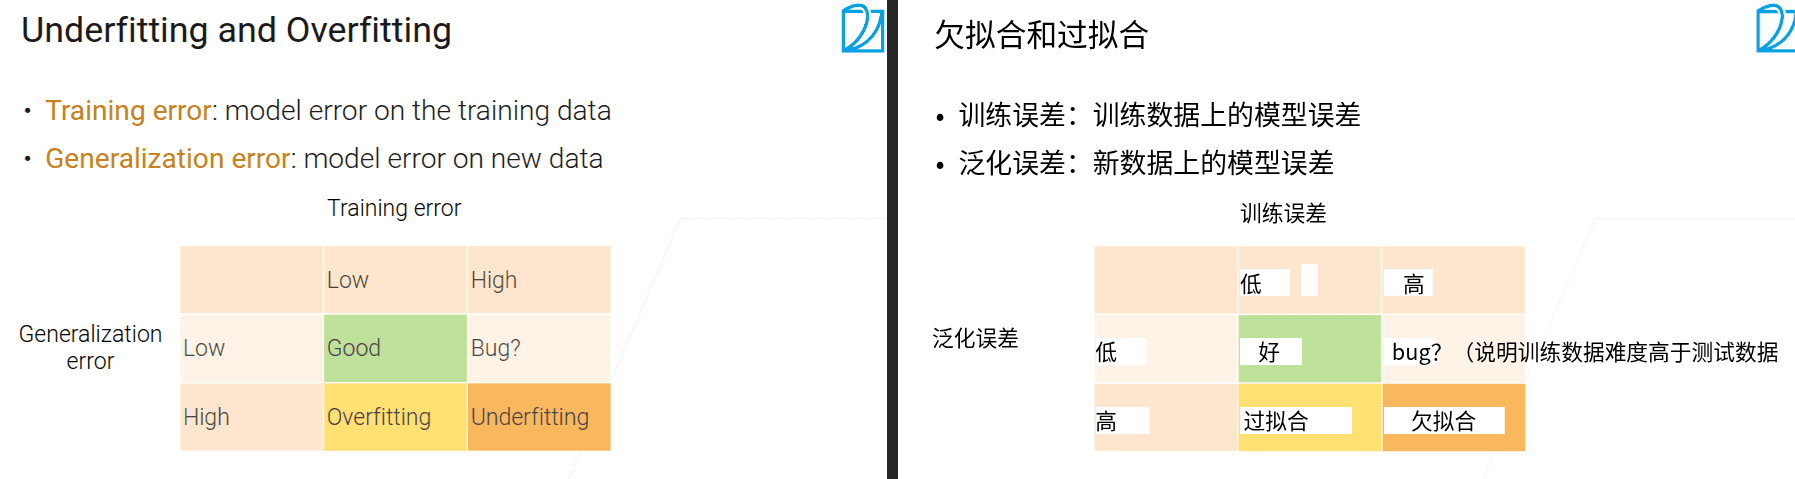 Underfitting and Overfitting
• Training error: model error on the training data
• Generalization error: model error on new data
Training error
Low High
Generalization
error
Low Good Bug?
High Overfitting Underfitting
欠拟合和过拟合
• 训练误差：训练数据上的模型误差
• 泛化误差：新数据上的模型误差
训练误差
低 高
泛化误差
低 好 bug？（说明训练数据难度高于测试数据
高 过拟合 欠拟合